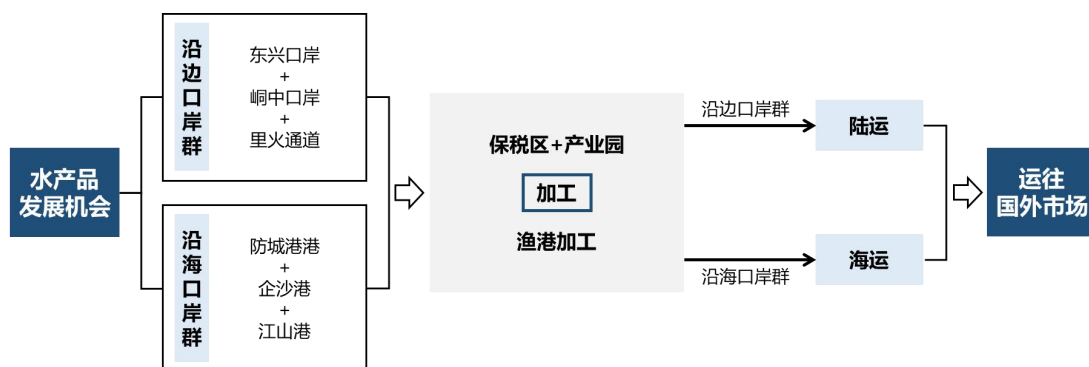 水产品
发展机会
沿边口岸群
东兴口岸
+
峒中口岸
+
里火通道
沿海口岸群
防城港港
+
企沙港
+
江山港
保税区+产业园
加工
渔港加工
沿边口岸群
陆运
沿海口岸群
海运
运往
国外市场